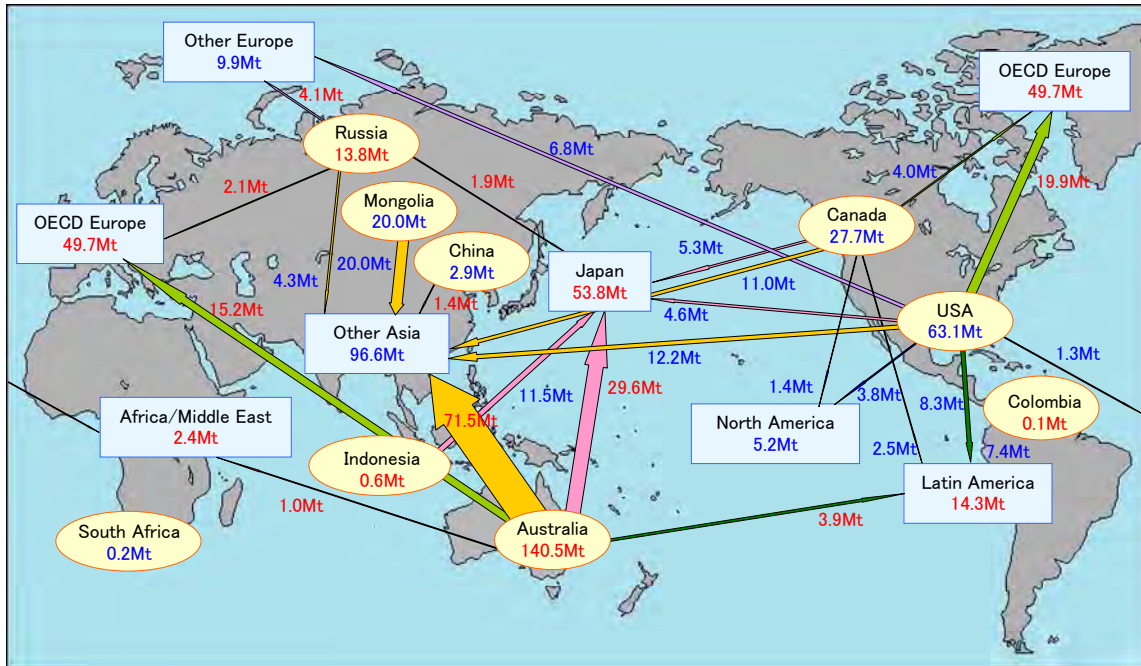 Other Europe
9.9Mt
OECD Europe
49.7Mt
4.1Mt
Russia
13.8Mt
6.8Mt
4.0Mt
19.9Mt
2.1Mt
1.9Mt
Mongolia
20.0Mt
Canada
27.7Mt
OECD Europe
49.7Mt
China
2.9Mt
5.3Mt
4.3Mt
20.0Mt
Japan
53.8Mt
11.0Mt
15.2Mt
1.4Mt
4.6Mt
USA
63.1Mt
Other Asia
96.6Mt
12.2Mt
1.3Mt
11.5Mt
29.6Mt
1.4Mt
3.8Mt
8.3Mt
Colombia
0.1Mt
Africa/Middle East
2.4Mt
71.5Mt
North America
5.2Mt
2.5Mt
7.4Mt
Indonesia
0.6Mt
Latin America
14.3Mt
1.0Mt
3.9Mt
South Africa
0.2Mt
Australia
140.5Mt